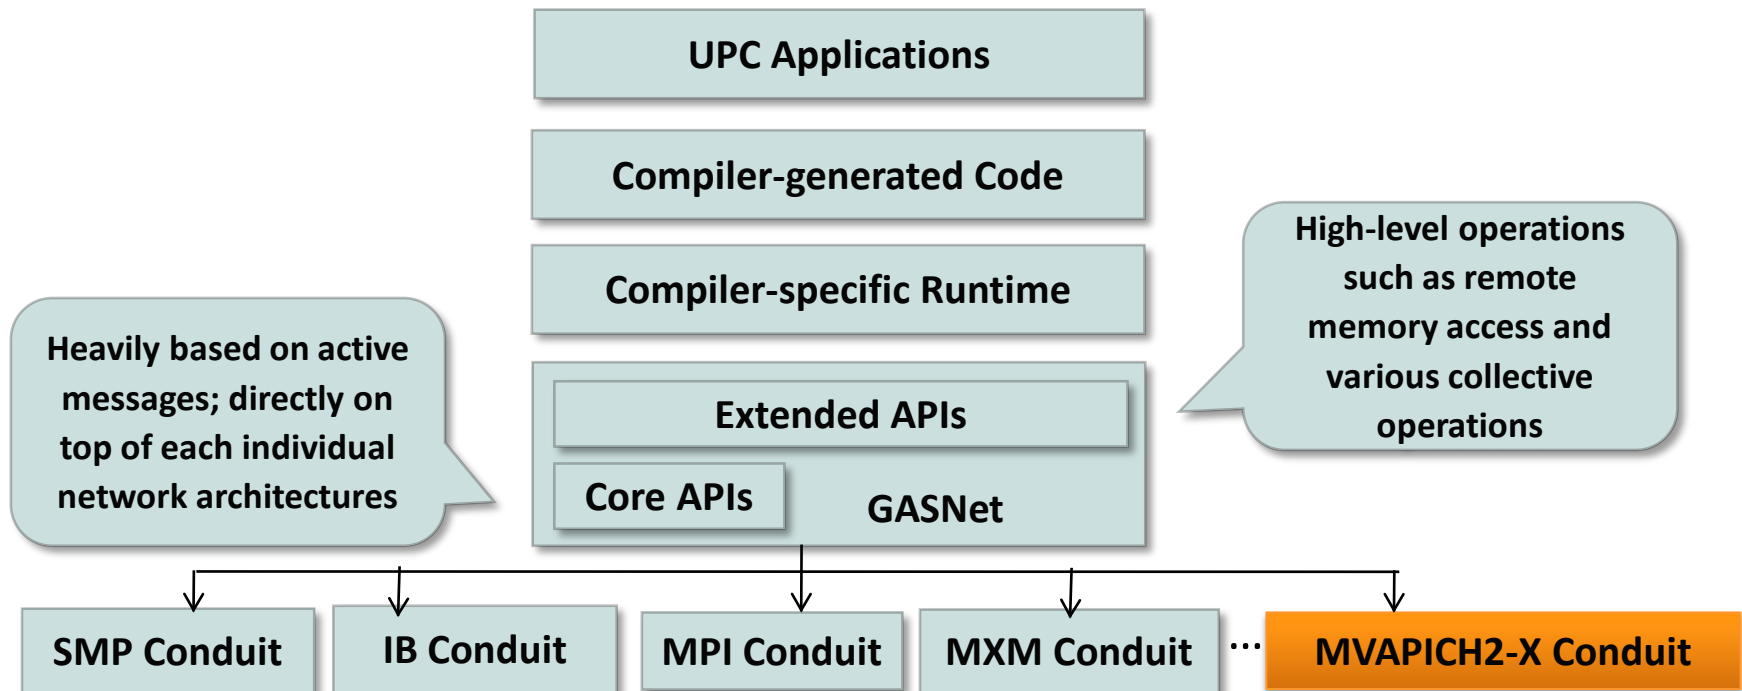 UPC Applications
Compiler-generated Code
Compiler-specific Runtime
High-level operations
such as remote
memory access and
various collective
operations
Heavily based on active
messages; directly on
top of each individual
network architectures
Extended APIs
Core APIs
GASNet
SMP Conduit
IB Conduit
MPI Conduit
MXM Conduit
...
MVAPICH2-X Conduit